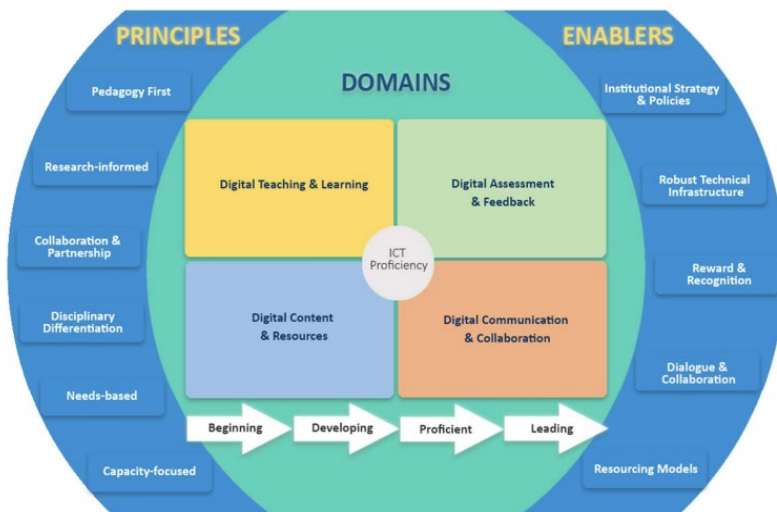 PRINCIPLES
Pedagogy First
Research-informed
Collaboration &
Partnership
Disciplinary
Differentiation
Needs-based
Capacity-focused
DOMAINS
Digital Teaching & Learning
Digital Assessment
& Feedback
ICT
Proficiency
Digital Content
& Resources
Digital Communication
& Collaboration
Beginning
Developing
Proficient
Leading
ENABLERS
Institutional Strategy
& Policies
Robust Technical
Infrastructure
Reward &
Recognition
Dialogue &
Collaboration
Resourcing Models